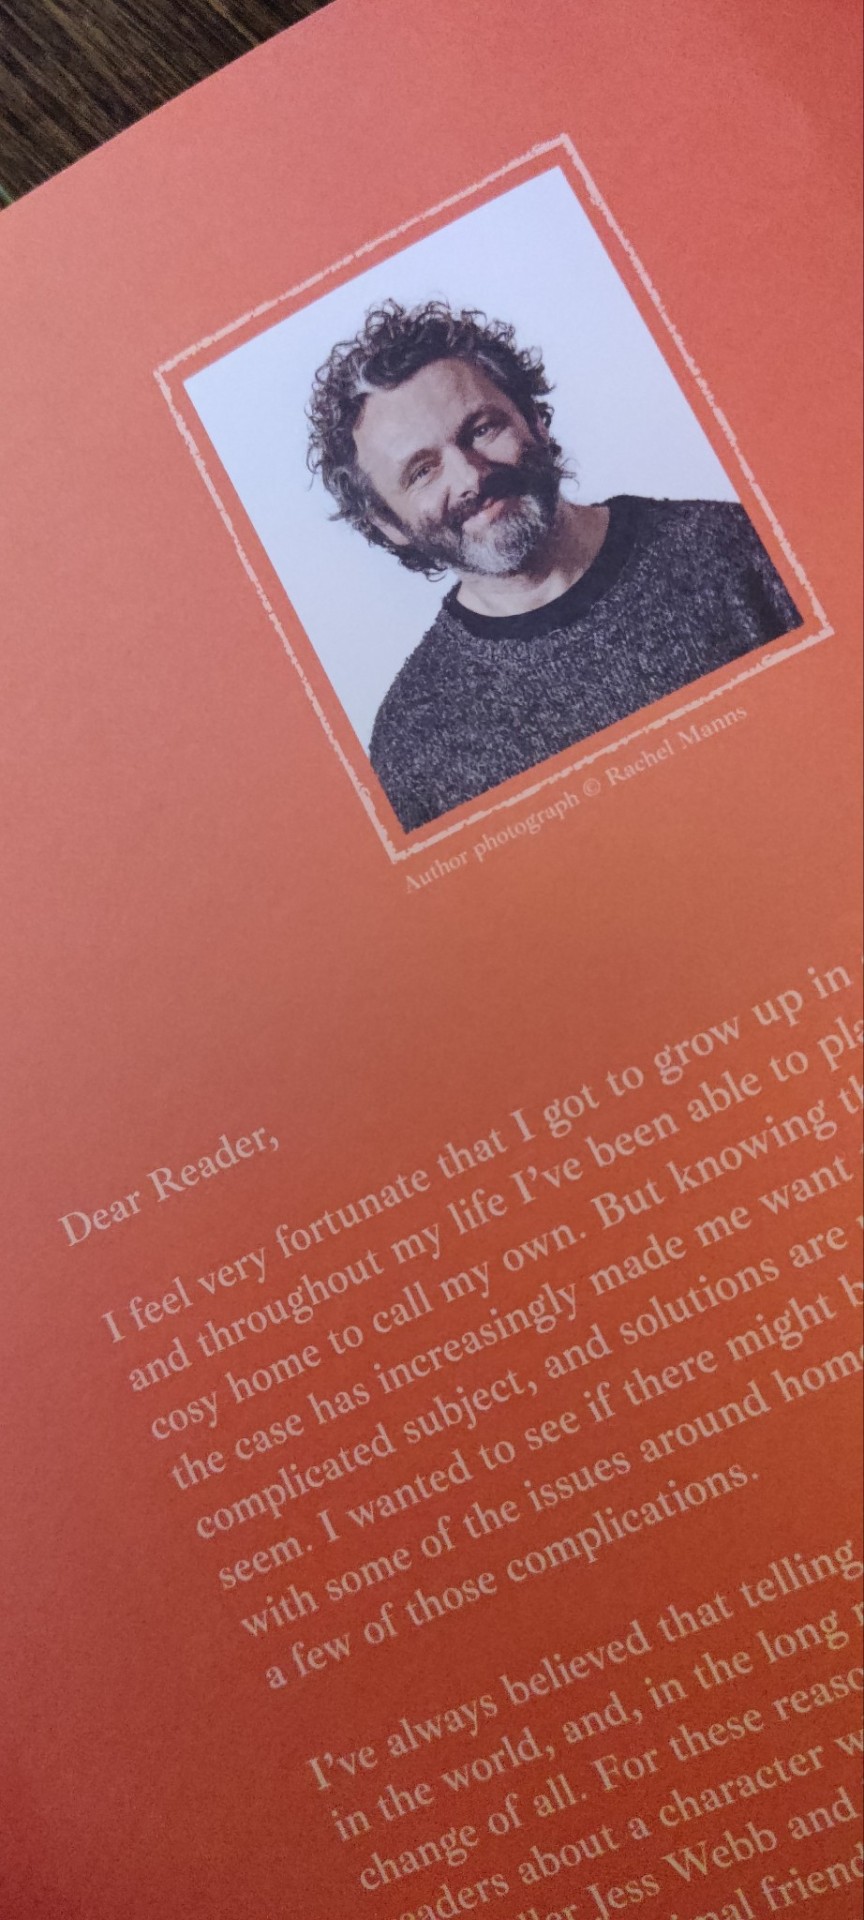 Author photograph © Rachel Manns
Dear Reader,
I feel very fortunate that I got to grow up in
and throughout my life I've been able to
cosy home to call my own. But knowing
the case has increasingly made me want
complicated subject, and solutions are
seem. I wanted to see if there might
with some of the issues around
a few of those complications.
I've always believed that telling
in the world, and, in the long
change of all. For these
about a character
Jess Webb and